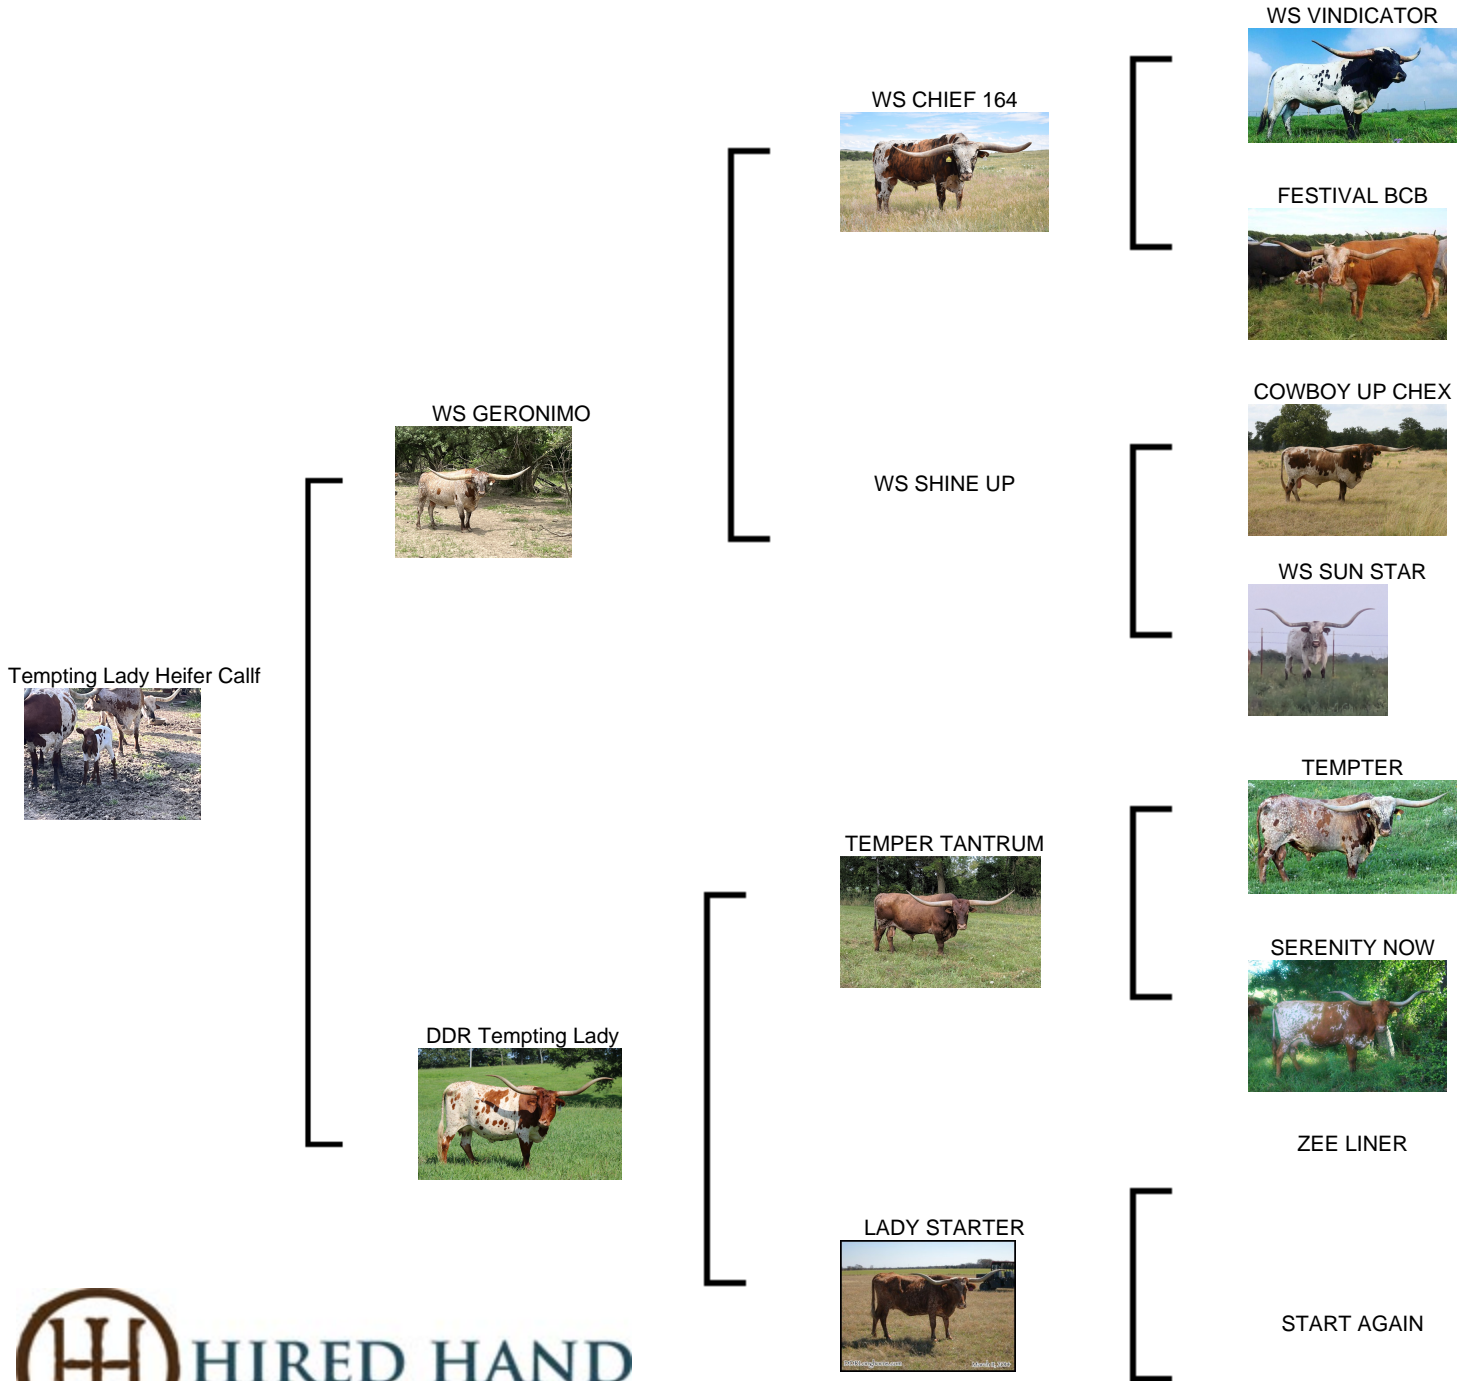 WS VINDICATOR
WS CHIEF 164
FESTIVAL BCB
COWBOY UP CHEX
WS GERONIMO
WS SHINE UP
WS SUN STAR
Tempting Lady Heifer Callf
TEMPTER
TEMPER TANTRUM
SERENITY NOW
DDR Tempting Lady
ZEE LINER
LADY STARTER
START AGAIN
HIRED HAND